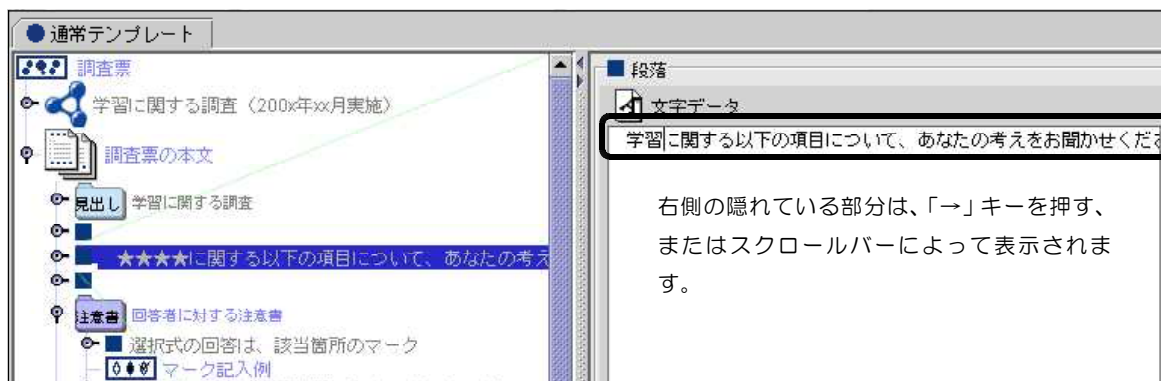 通常テンプレート
調査票
学習に関する調査（200x年xx月実施）
調査票の本文
見出し 学習に関する調査
★★★★に関する以下の項目について、あなたの考え
注意書 回答者に対する注意書
選択式の回答は、該当箇所のマーク
マーク記入例
段落
文字データ
学習に関する以下の項目について、あなたの考えをお聞かせくだ
右側の隠れている部分は、「→」キーを押す、
またはスクロールバーによって表示されま
す。